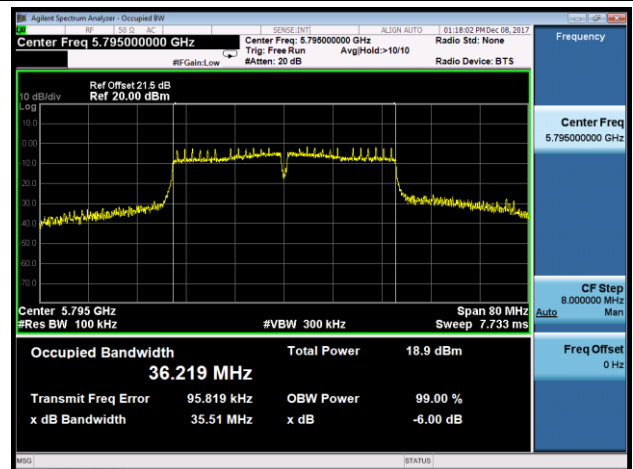 Agilent Spectrum Analyzer - Occupied BW
RF 50 Ω AC SENSE:INT ALIGN AUTO 01:18:02 PM Dec 08, 2017
Center Freq 5.795000000 GHz
Center Freq: 5.795000000 GHz Radio Std: None
Trig: Free Run Avg|Hold:>10/10
#IFGain:Low #Atten: 20 dB Radio Device: BTS
Frequency
Ref Offset 21.5 dB
10 dB/div Ref 20.00 dBm
Log
10.0
0.00
-10.0
-20.0
-30.0
-40.0
-50.0
-60.0
-70.0
Center Freq
5.795000000 GHz
Center 5.795 GHz Span 80 MHz
#Res BW 100 kHz #VBW 300 kHz Sweep 7.733 ms
CF Step
8.000000 MHz
Auto Man
Occupied Bandwidth Total Power 18.9 dBm
36.219 MHz
Transmit Freq Error 95.819 kHz OBW Power 99.00 %
x dB Bandwidth 35.51 MHz x dB -6.00 dB
Freq Offset
0 Hz
MSG STATUS